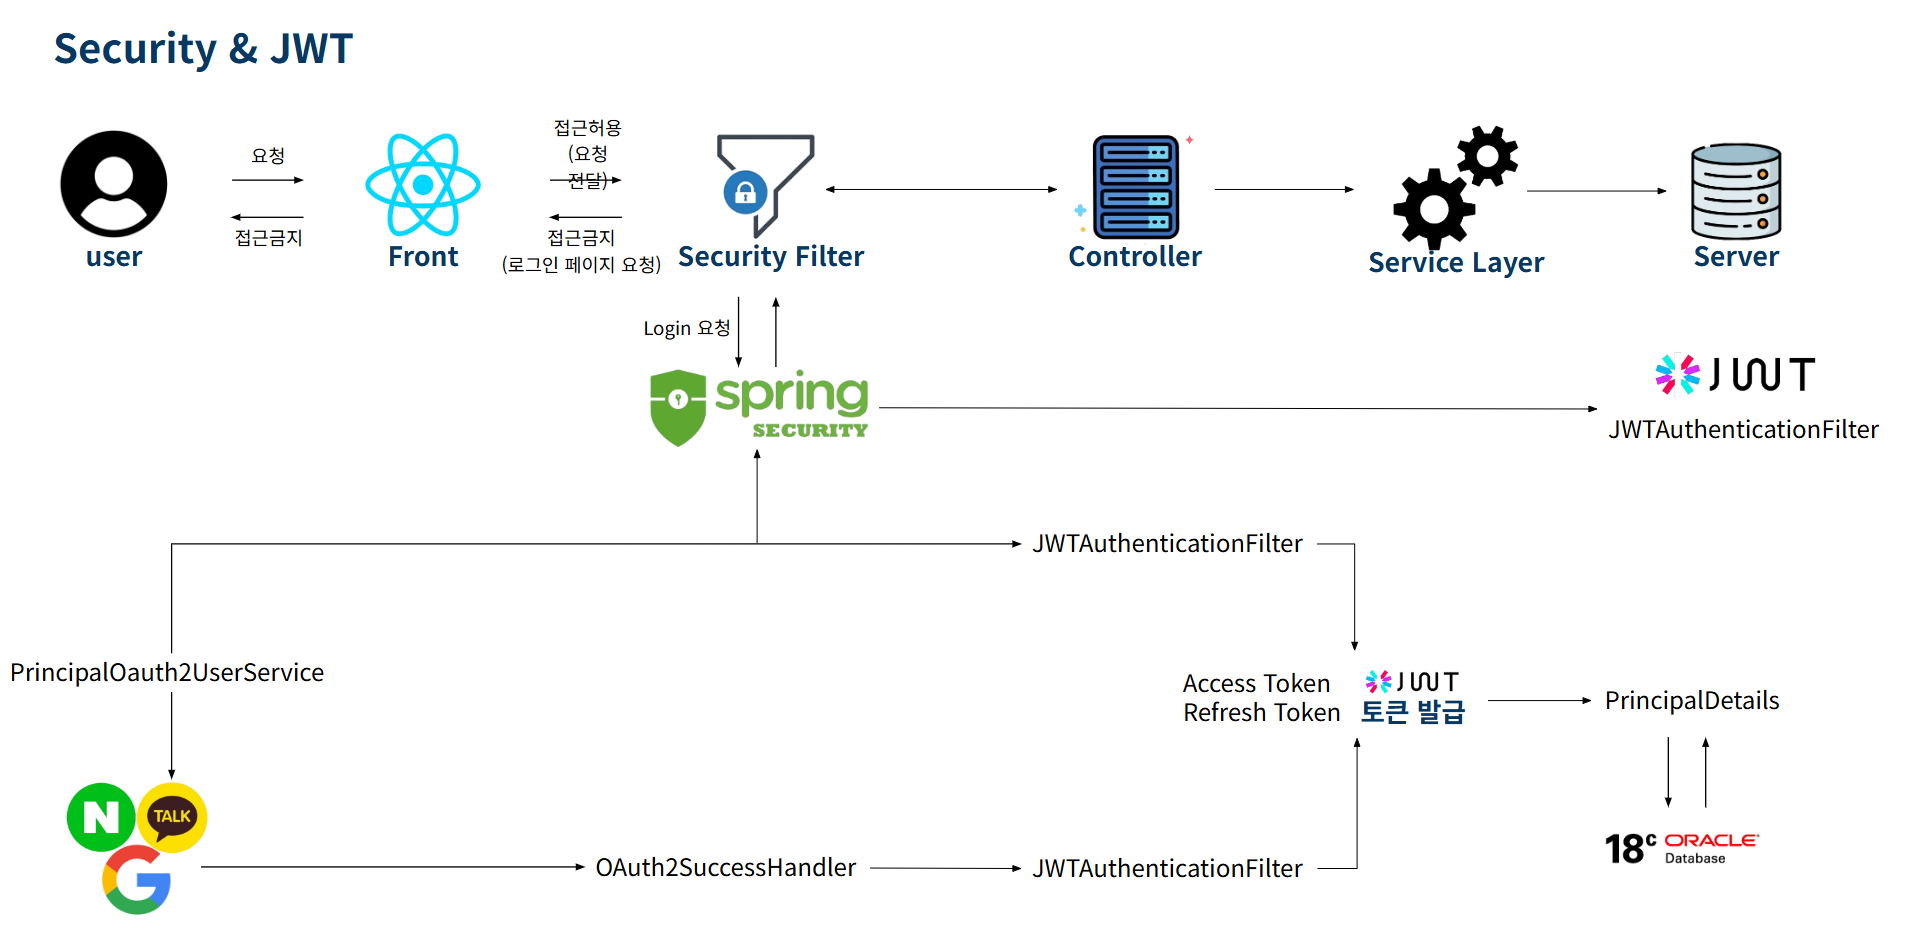 Security & JWT
요청
접근금지
접근허용
(요청
전달)
접근금지
(로그인 페이지 요청)
user
Front
Security Filter
Controller
Service Layer
Server
Login 요청
spring
SECURITY
JWT
JWTAuthenticationFilter
JWTAuthenticationFilter
PrincipalOauth2UserService
Access Token
Refresh Token
JWT
토큰 발급
PrincipalDetails
N
TALK
G
OAuth2SuccessHandler
JWTAuthenticationFilter
18c ORACLE
Database